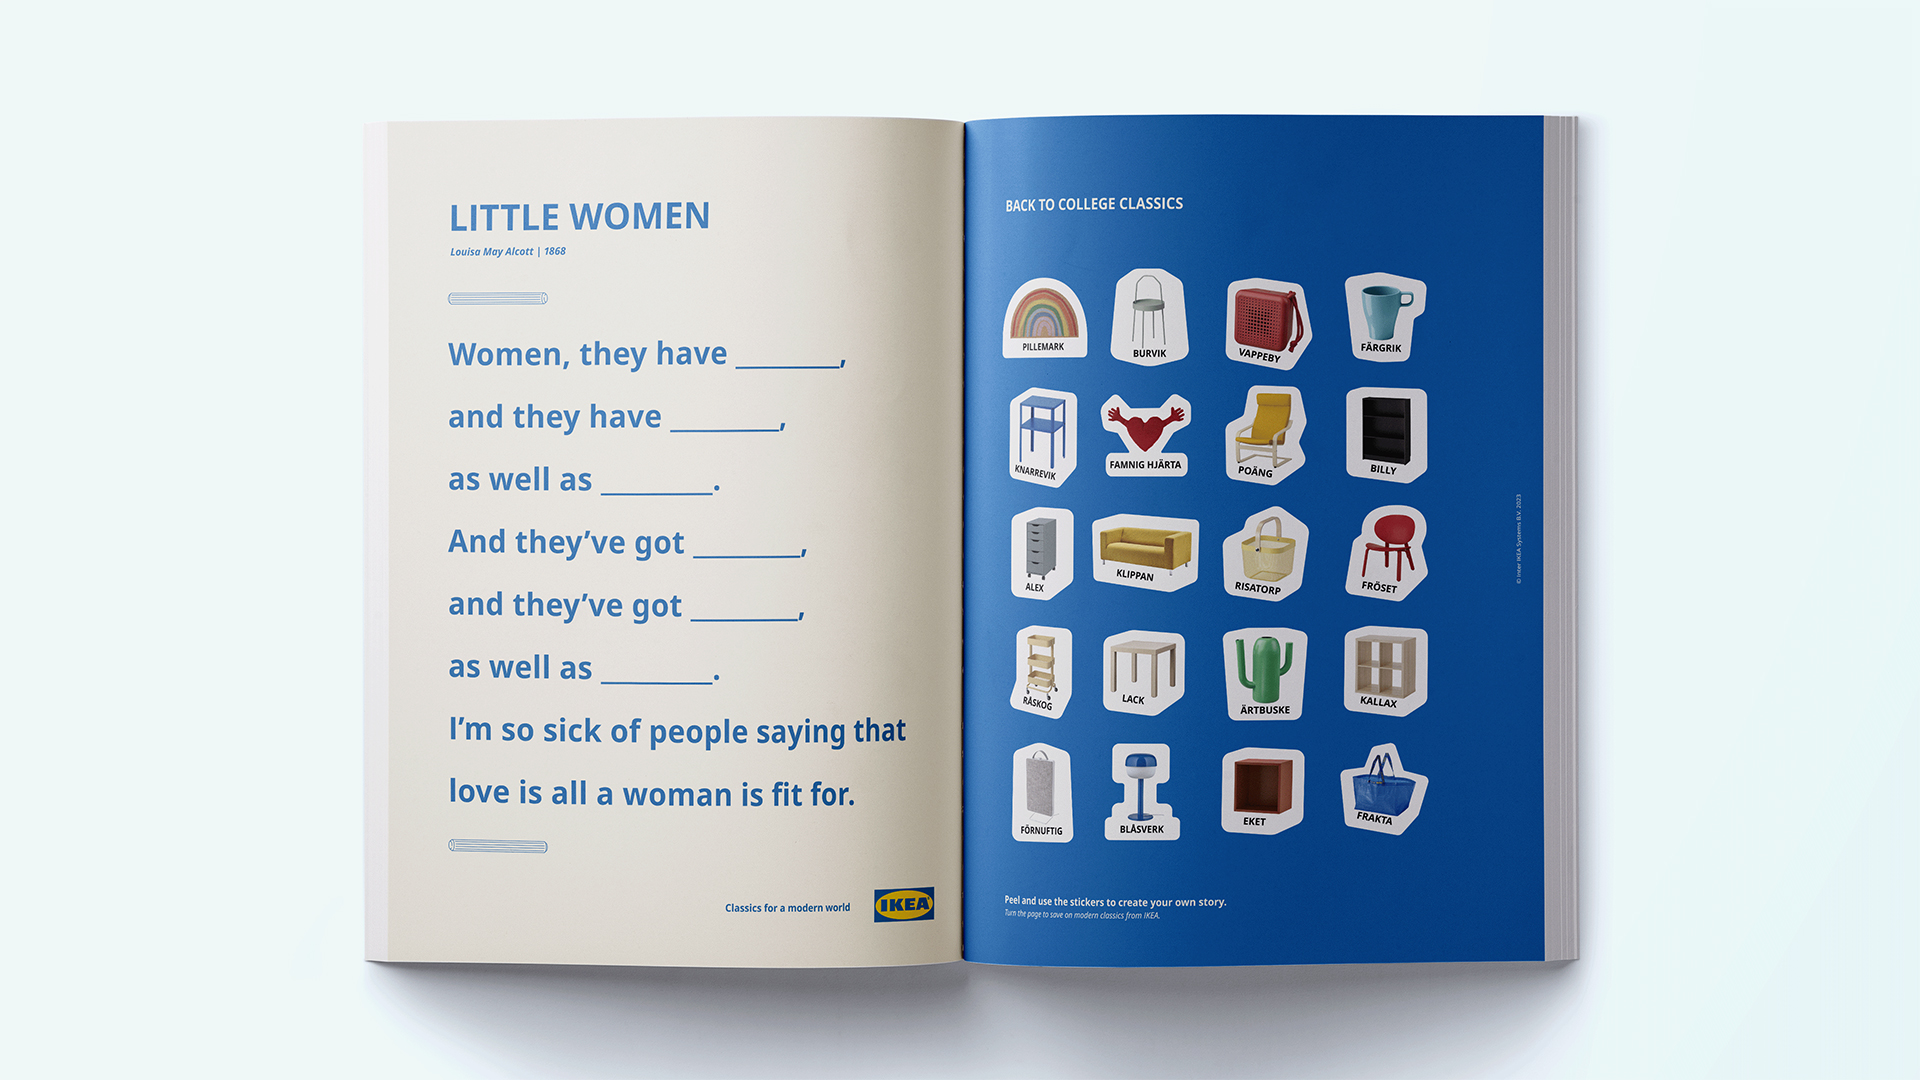 LITTLE WOMEN
Louisa May Alcott | 1868
Women, they have _______,
and they have _______,
as well as _______.
And they’ve got _______,
and they’ve got _______,
as well as _______.
I’m so sick of people saying that
love is all a woman is fit for.
Classics for a modern world
IKEA
BACK TO COLLEGE CLASSICS
PILLEMARK
BURVIK
VAPPEBY
FÄRGRIK
KNARREVIK
FAMNIG HJÄRTA
POÄNG
BILLY
ALEX
KLIPPAN
RISATORP
FRÖSET
RÅSKOG
LACK
ÄRTBUSKE
KALLAX
FÖRNUFTIG
BLÅSVERK
EKET
FRAKTA
Peel and use the stickers to create your own story.
Turn the page to save on modern classics from IKEA.
© Inter IKEA Systems B.V. 2023